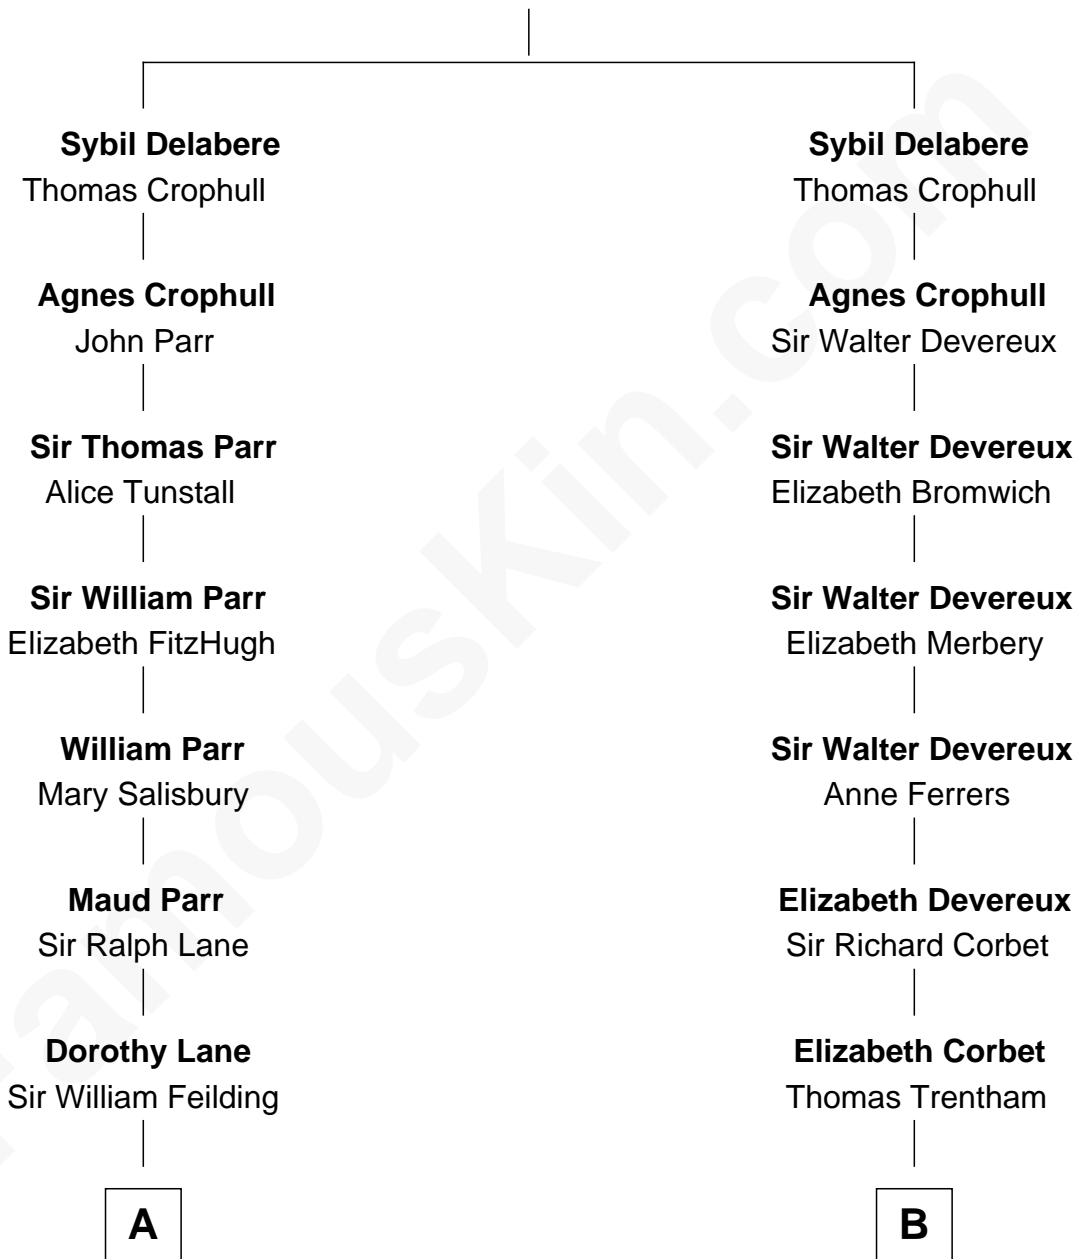 Sybil Delabere
Thomas Crophull
Agnes Crophull
John Parr
Sir Thomas Parr
Alice Tunstall
Sir William Parr
Elizabeth FitzHugh
William Parr
Mary Salisbury
Maud Parr
Sir Ralph Lane
Dorothy Lane
Sir William Feilding
A
Sybil Delabere
Thomas Crophull
Agnes Crophull
Sir Walter Devereux
Sir Walter Devereux
Elizabeth Bromwich
Sir Walter Devereux
Elizabeth Merbery
Sir Walter Devereux
Anne Ferrers
Elizabeth Devereux
Sir Richard Corbet
Elizabeth Corbet
Thomas Trentham
B
FamousKin.com